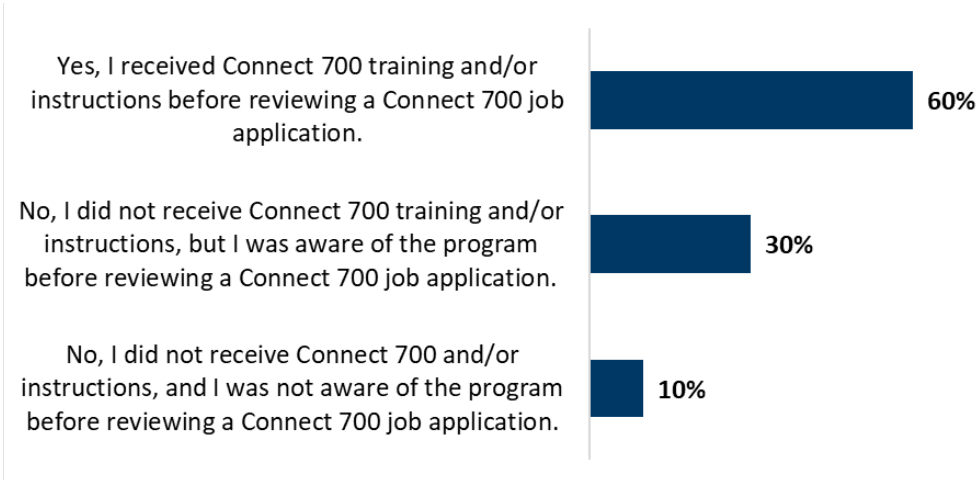 Yes, I received Connect 700 training and/or
instructions before reviewing a Connect 700 job
application.
60%
No, I did not receive Connect 700 training and/or
instructions, but I was aware of the program
before reviewing a Connect 700 job application.
30%
No, I did not receive Connect 700 and/or
instructions, and I was not aware of the program
before reviewing a Connect 700 job application.
10%